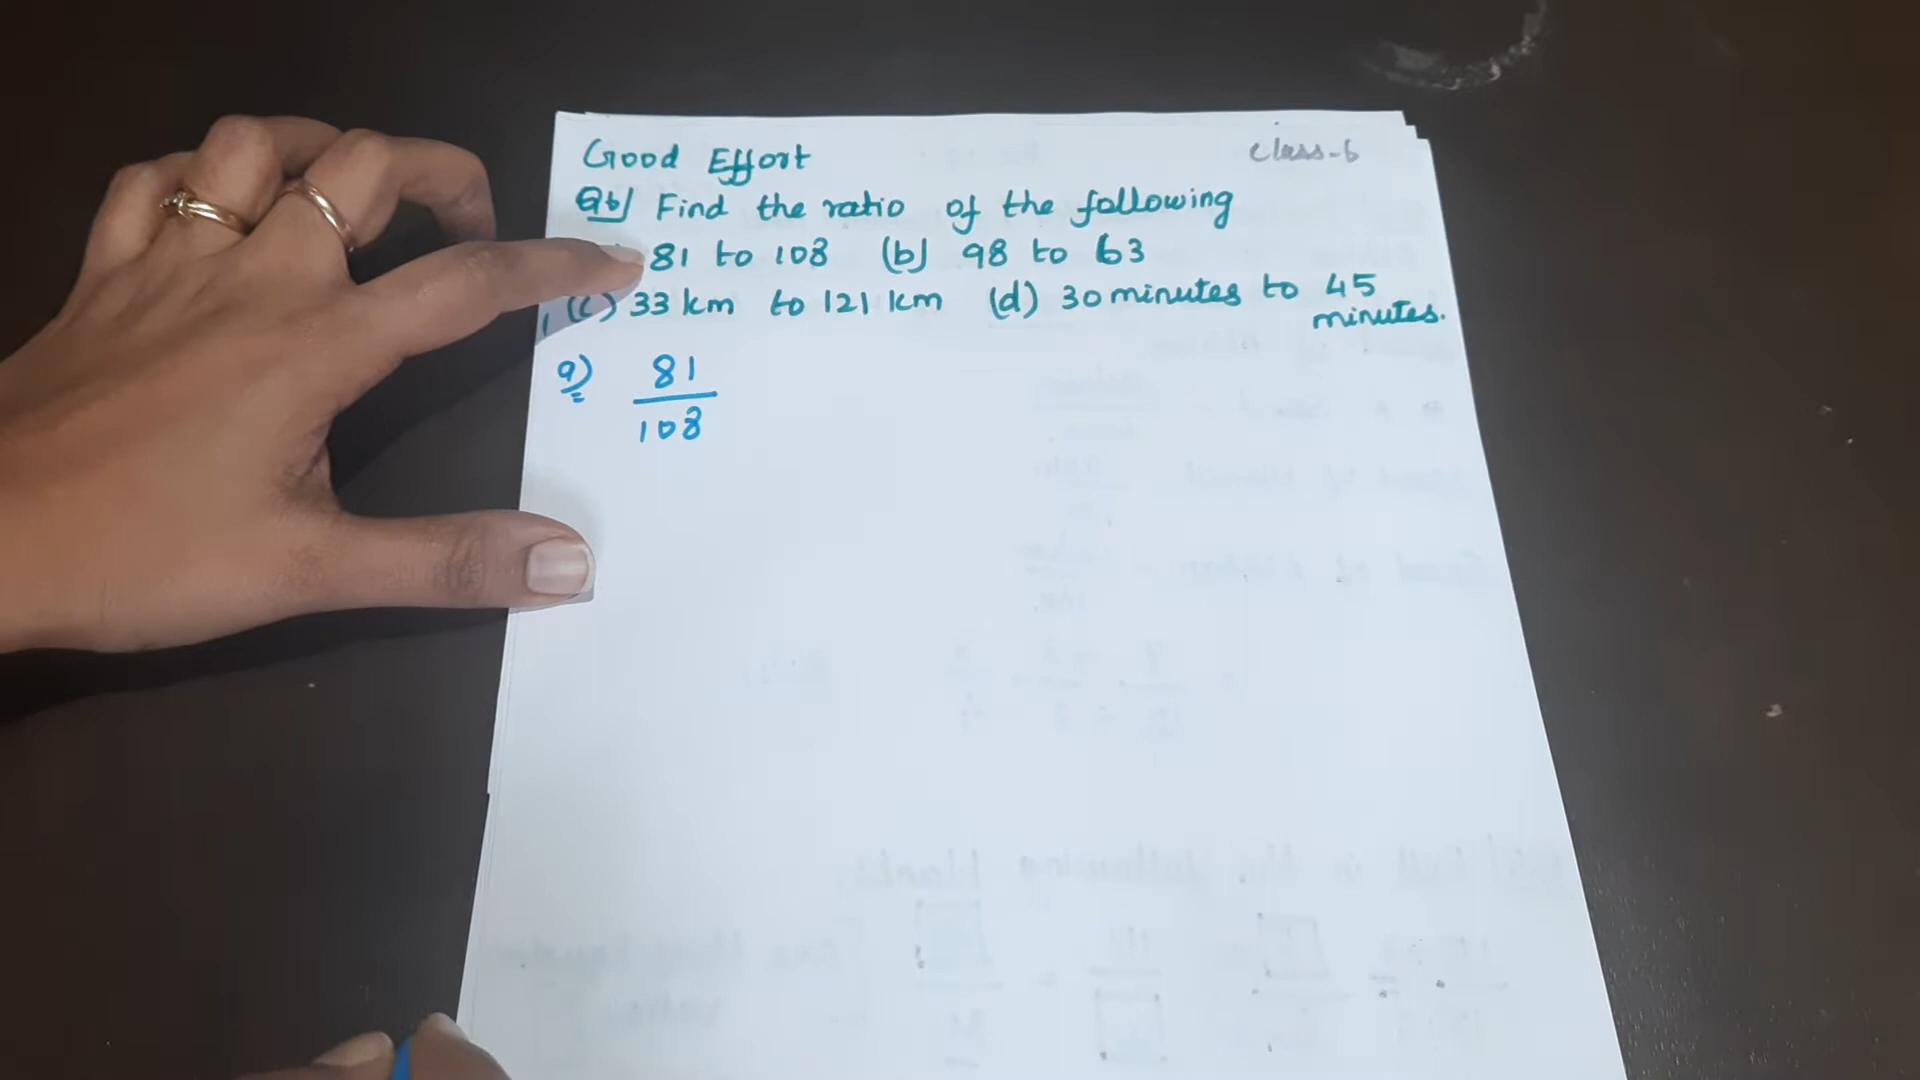 Good Effort class-6
Q6/ Find the ratio of the following
81 to 108 (b) 98 to 63
(c) 33 km to 121 km (d) 30 minutes to 45
minutes.
a) 81
108